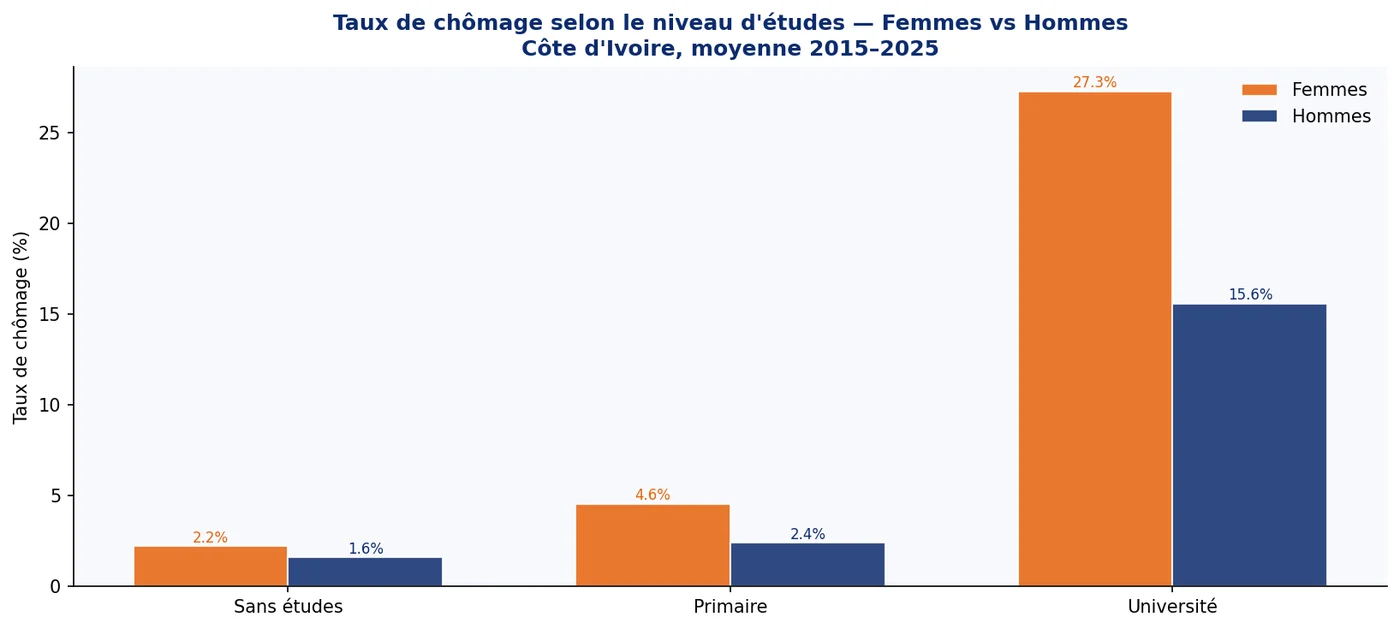 Taux de chômage selon le niveau d'études — Femmes vs Hommes
Côte d'Ivoire, moyenne 2015–2025
Taux de chômage (%)
25
20
15
10
5
0
27.3%
15.6%
4.6%
2.4%
2.2%
1.6%
Femmes
Hommes
Sans études
Primaire
Université